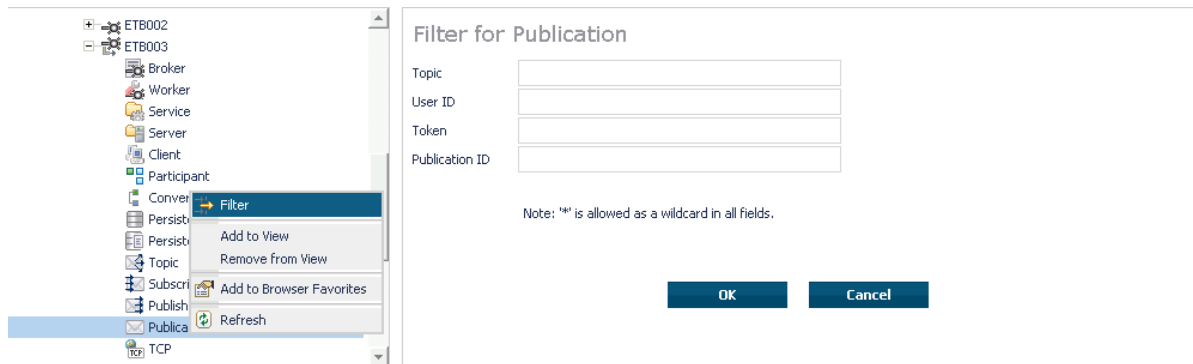 ETB002
ETB003
Broker
Worker
Service
Server
Client
Participant
Conver
Persist
Persist
Topic
Subscri
Publish
Publica
TCP
TCP
Filter
Add to View
Remove from View
Add to Browser Favorites
Refresh
Filter for Publication
Topic
User ID
Token
Publication ID
Note: '*' is allowed as a wildcard in all fields.
OK Cancel